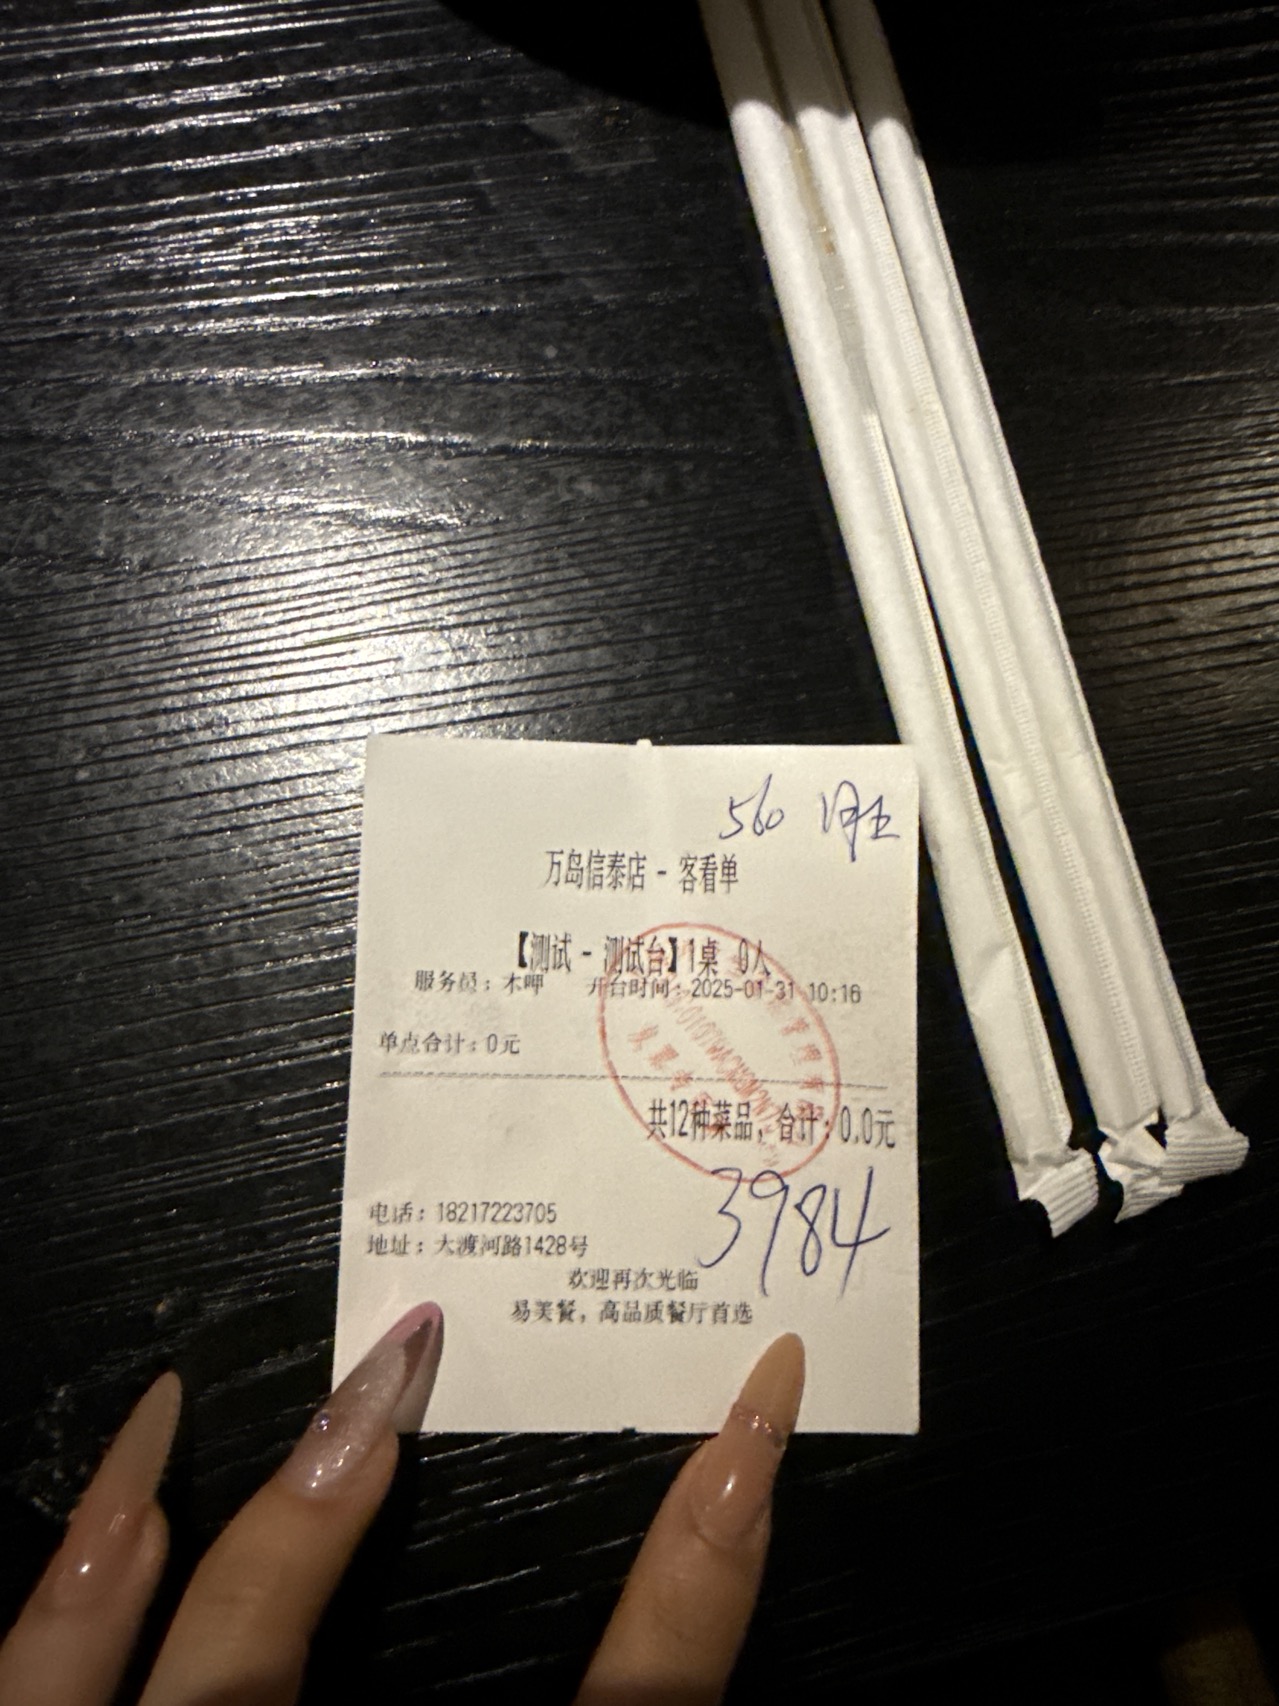 560
万岛信泰店 - 客看单
【测试 - 测试台】1桌 0人
服务员：木呷 开台时间：2025-01-31 10:16
单点合计：0元
共12种菜品，合计：0.0元
3984
电话：18217223705
地址：大渡河路1428号
欢迎再次光临
易芙餐，高品质餐厅首选